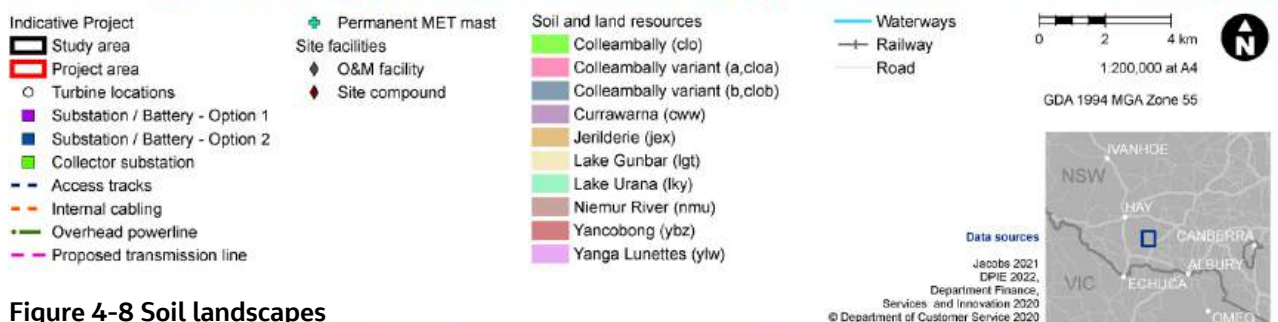 Indicative Project
Study area
Project area
Turbine locations
Substation / Battery - Option 1
Substation / Battery - Option 2
Collector substation
Access tracks
Internal cabling
Overhead powerline
Proposed transmission line
Permanent MET mast
Site facilities
O&M facility
Site compound
Soil and land resources
Colleambally (clo)
Colleambally variant (a,cloa)
Colleambally variant (b,clob)
Currawarna (cww)
Jerilderie (jex)
Lake Gunbar (lgt)
Lake Urana (lky)
Niemur River (nmu)
Yancobong (ybz)
Yanga Lunettes (ylw)
Waterways
Railway
Road
0 2 4 km
N
1:200,000 at A4
GDA 1994 MGA Zone 55
IVANHOE
NSW
HAY
CANBERRA
ALBURY
VIC
ECHUCA
OMEO
Data sources
Jacobs 2021
DPIE 2022,
Department Finance,
Services and Innovation 2020
© Department of Customer Service 2020
Figure 4-8 Soil landscapes